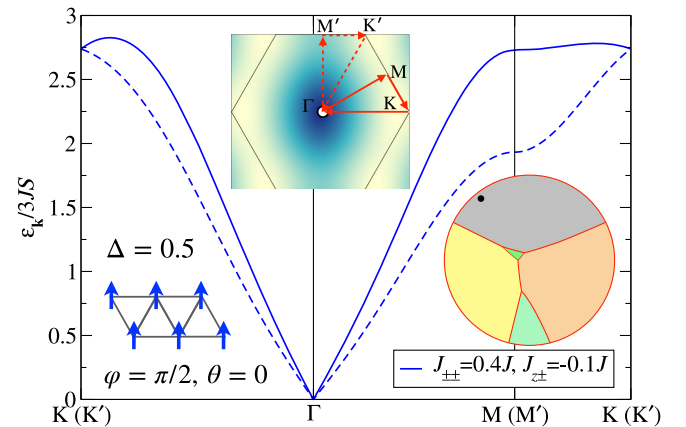 M′ K′
M
Γ
K
ε_k/3JS
3
2.5
2
1.5
1
0.5
0
Δ = 0.5
φ = π/2, θ = 0
J_{±±}=0.4J, J_{z±}=-0.1J
K (K′) Γ M (M′) K (K′)